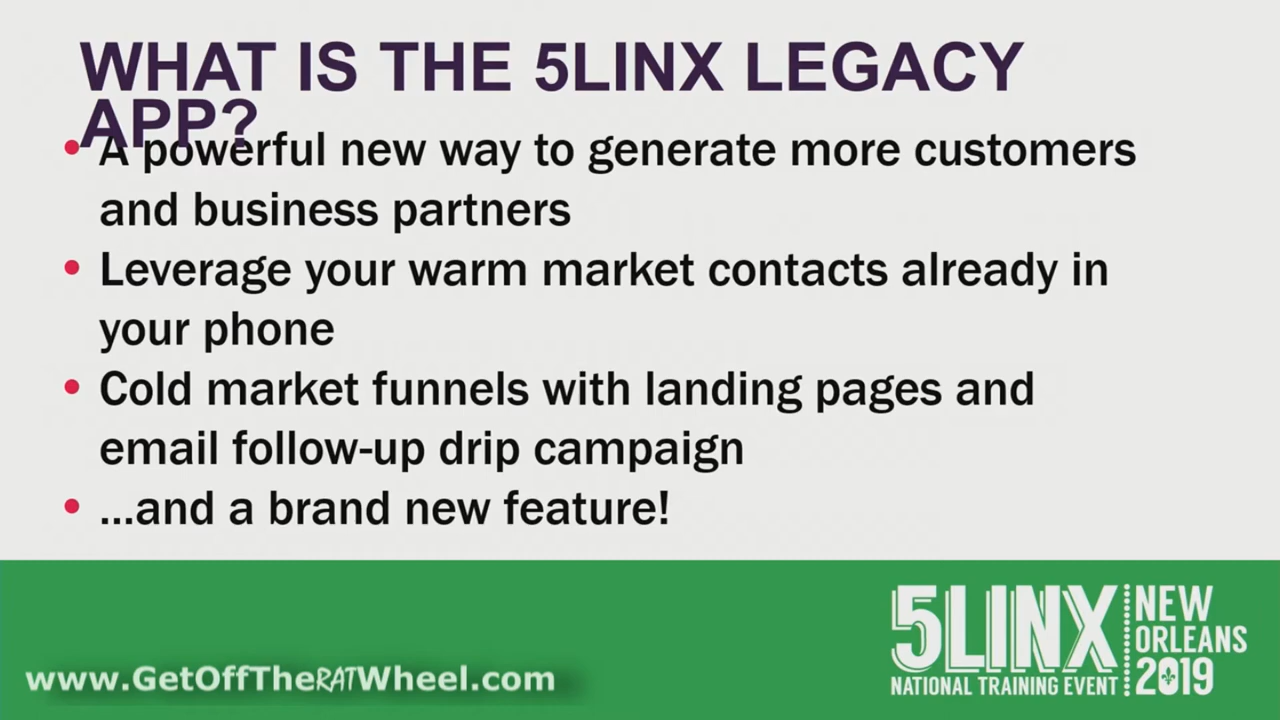 WHAT IS THE 5LINX LEGACY
APP?
• A powerful new way to generate more customers
and business partners
• Leverage your warm market contacts already in
your phone
• Cold market funnels with landing pages and
email follow-up drip campaign
• ...and a brand new feature!
www.GetOffTheRATWheel.com
5LINX
NATIONAL TRAINING EVENT
NEW
ORLEANS
2019